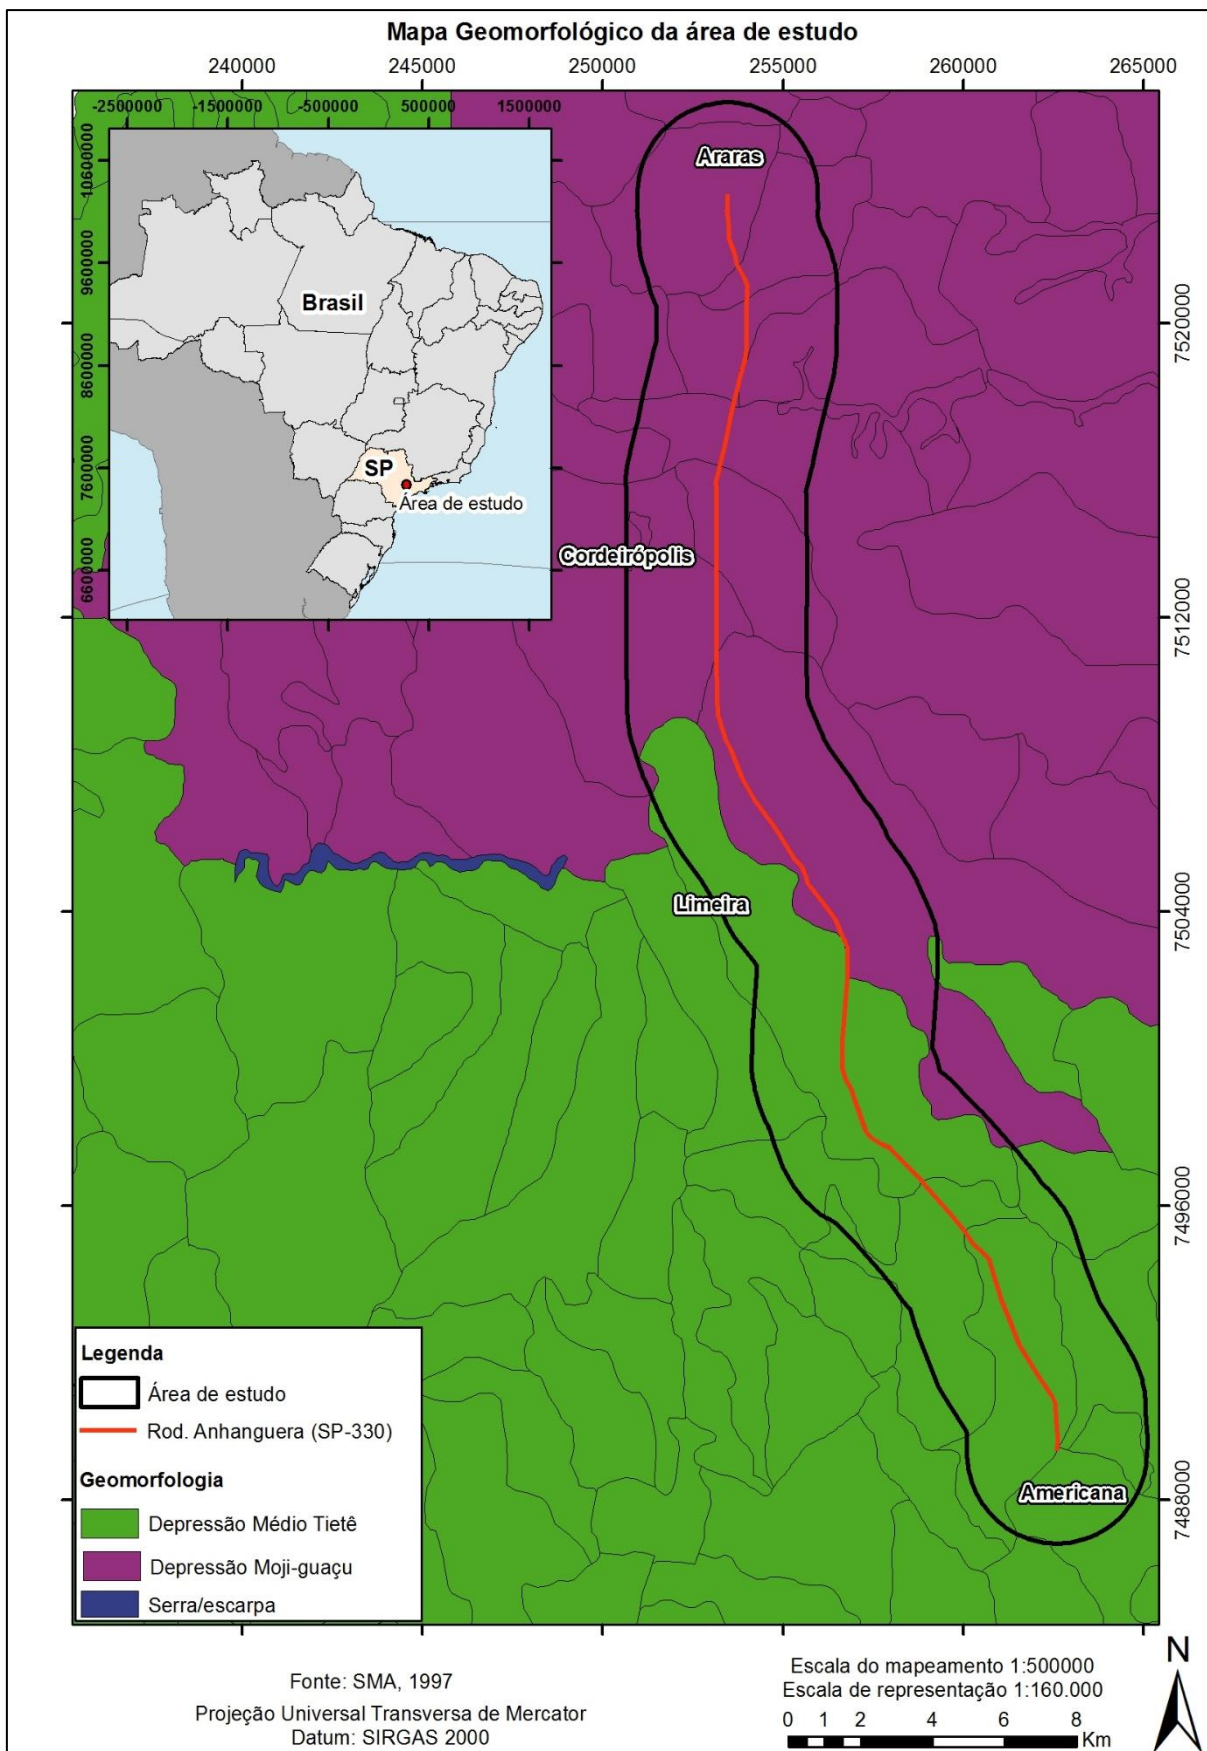 Mapa Geomorfológico da área de estudo
240000 245000 250000 255000 260000 265000
-2500000 -1500000 -500000 500000 1500000
10600000
9600000
8600000
7600000
6600000
Brasil
SP
Área de estudo
Araras
Cordeirópolis
Limeira
Americana
7520000
7512000
7504000
7496000
7488000
Legenda
Área de estudo
Rod. Anhanguera (SP-330)
Geomorfologia
Depressão Médio Tietê
Depressão Moji-guaçu
Serra/escarpa
Fonte: SMA, 1997
Projeção Universal Transversa de Mercator
Datum: SIRGAS 2000
Escala do mapeamento 1:500000
Escala de representação 1:160.000
0 1 2 4 6 8
Km
N